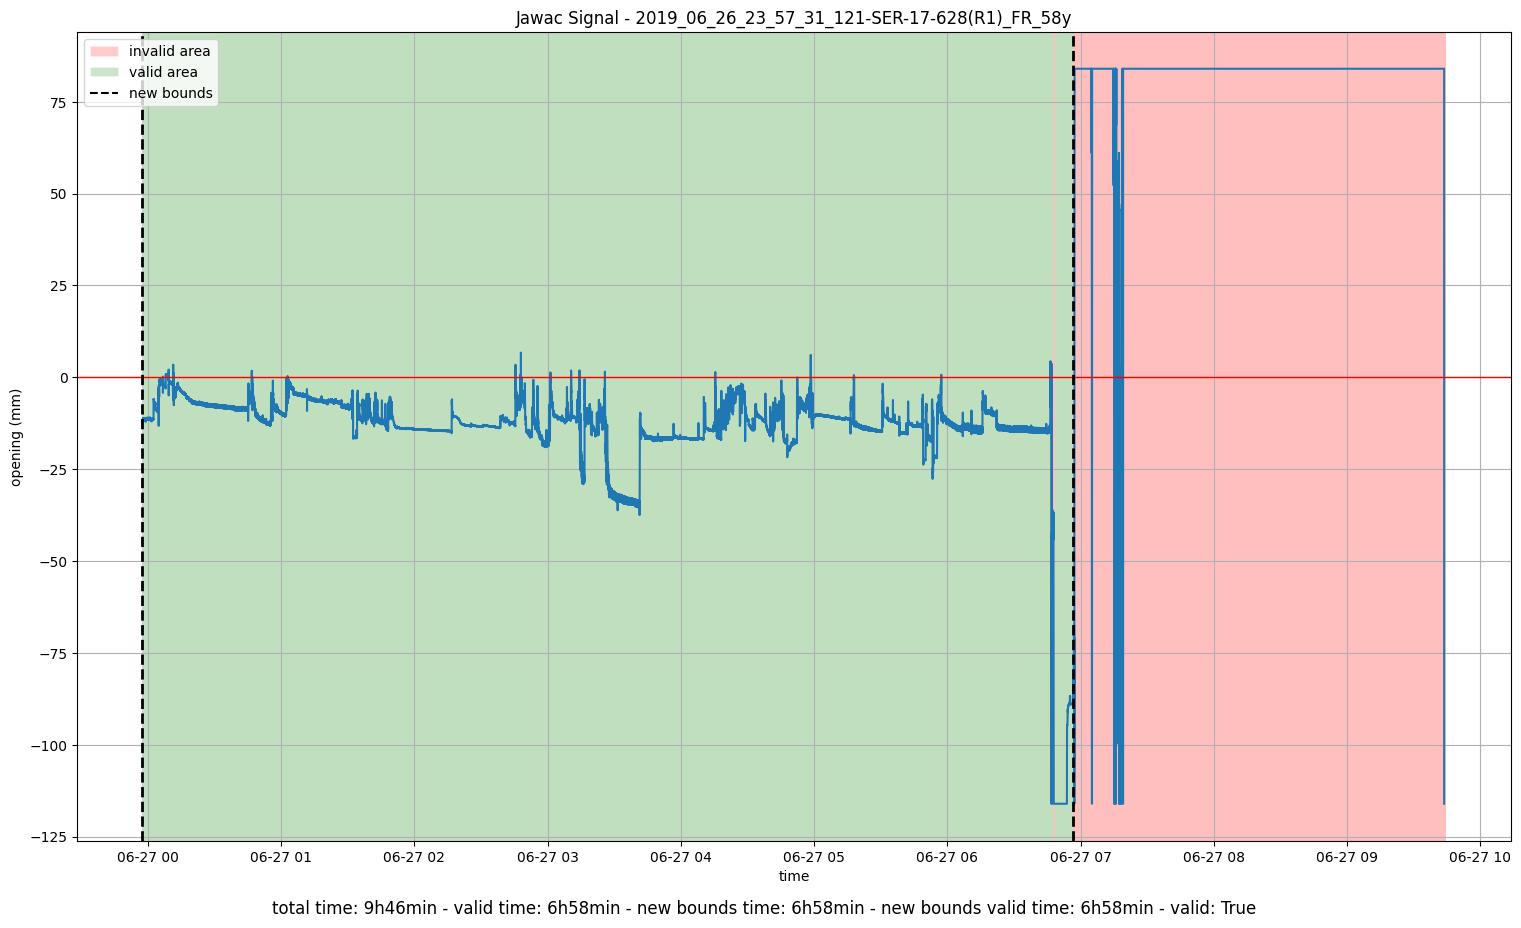 Jawac Signal - 2019_06_26_23_57_31_121-SER-17-628(R1)_FR_58y
invalid area
valid area
new bounds
75
50
25
0
−25
−50
−75
−100
−125
opening (mm)
06-27 00
06-27 01
06-27 02
06-27 03
06-27 04
06-27 05
06-27 06
06-27 07
06-27 08
06-27 09
06-27 10
time
total time: 9h46min - valid time: 6h58min - new bounds time: 6h58min - new bounds valid time: 6h58min - valid: True